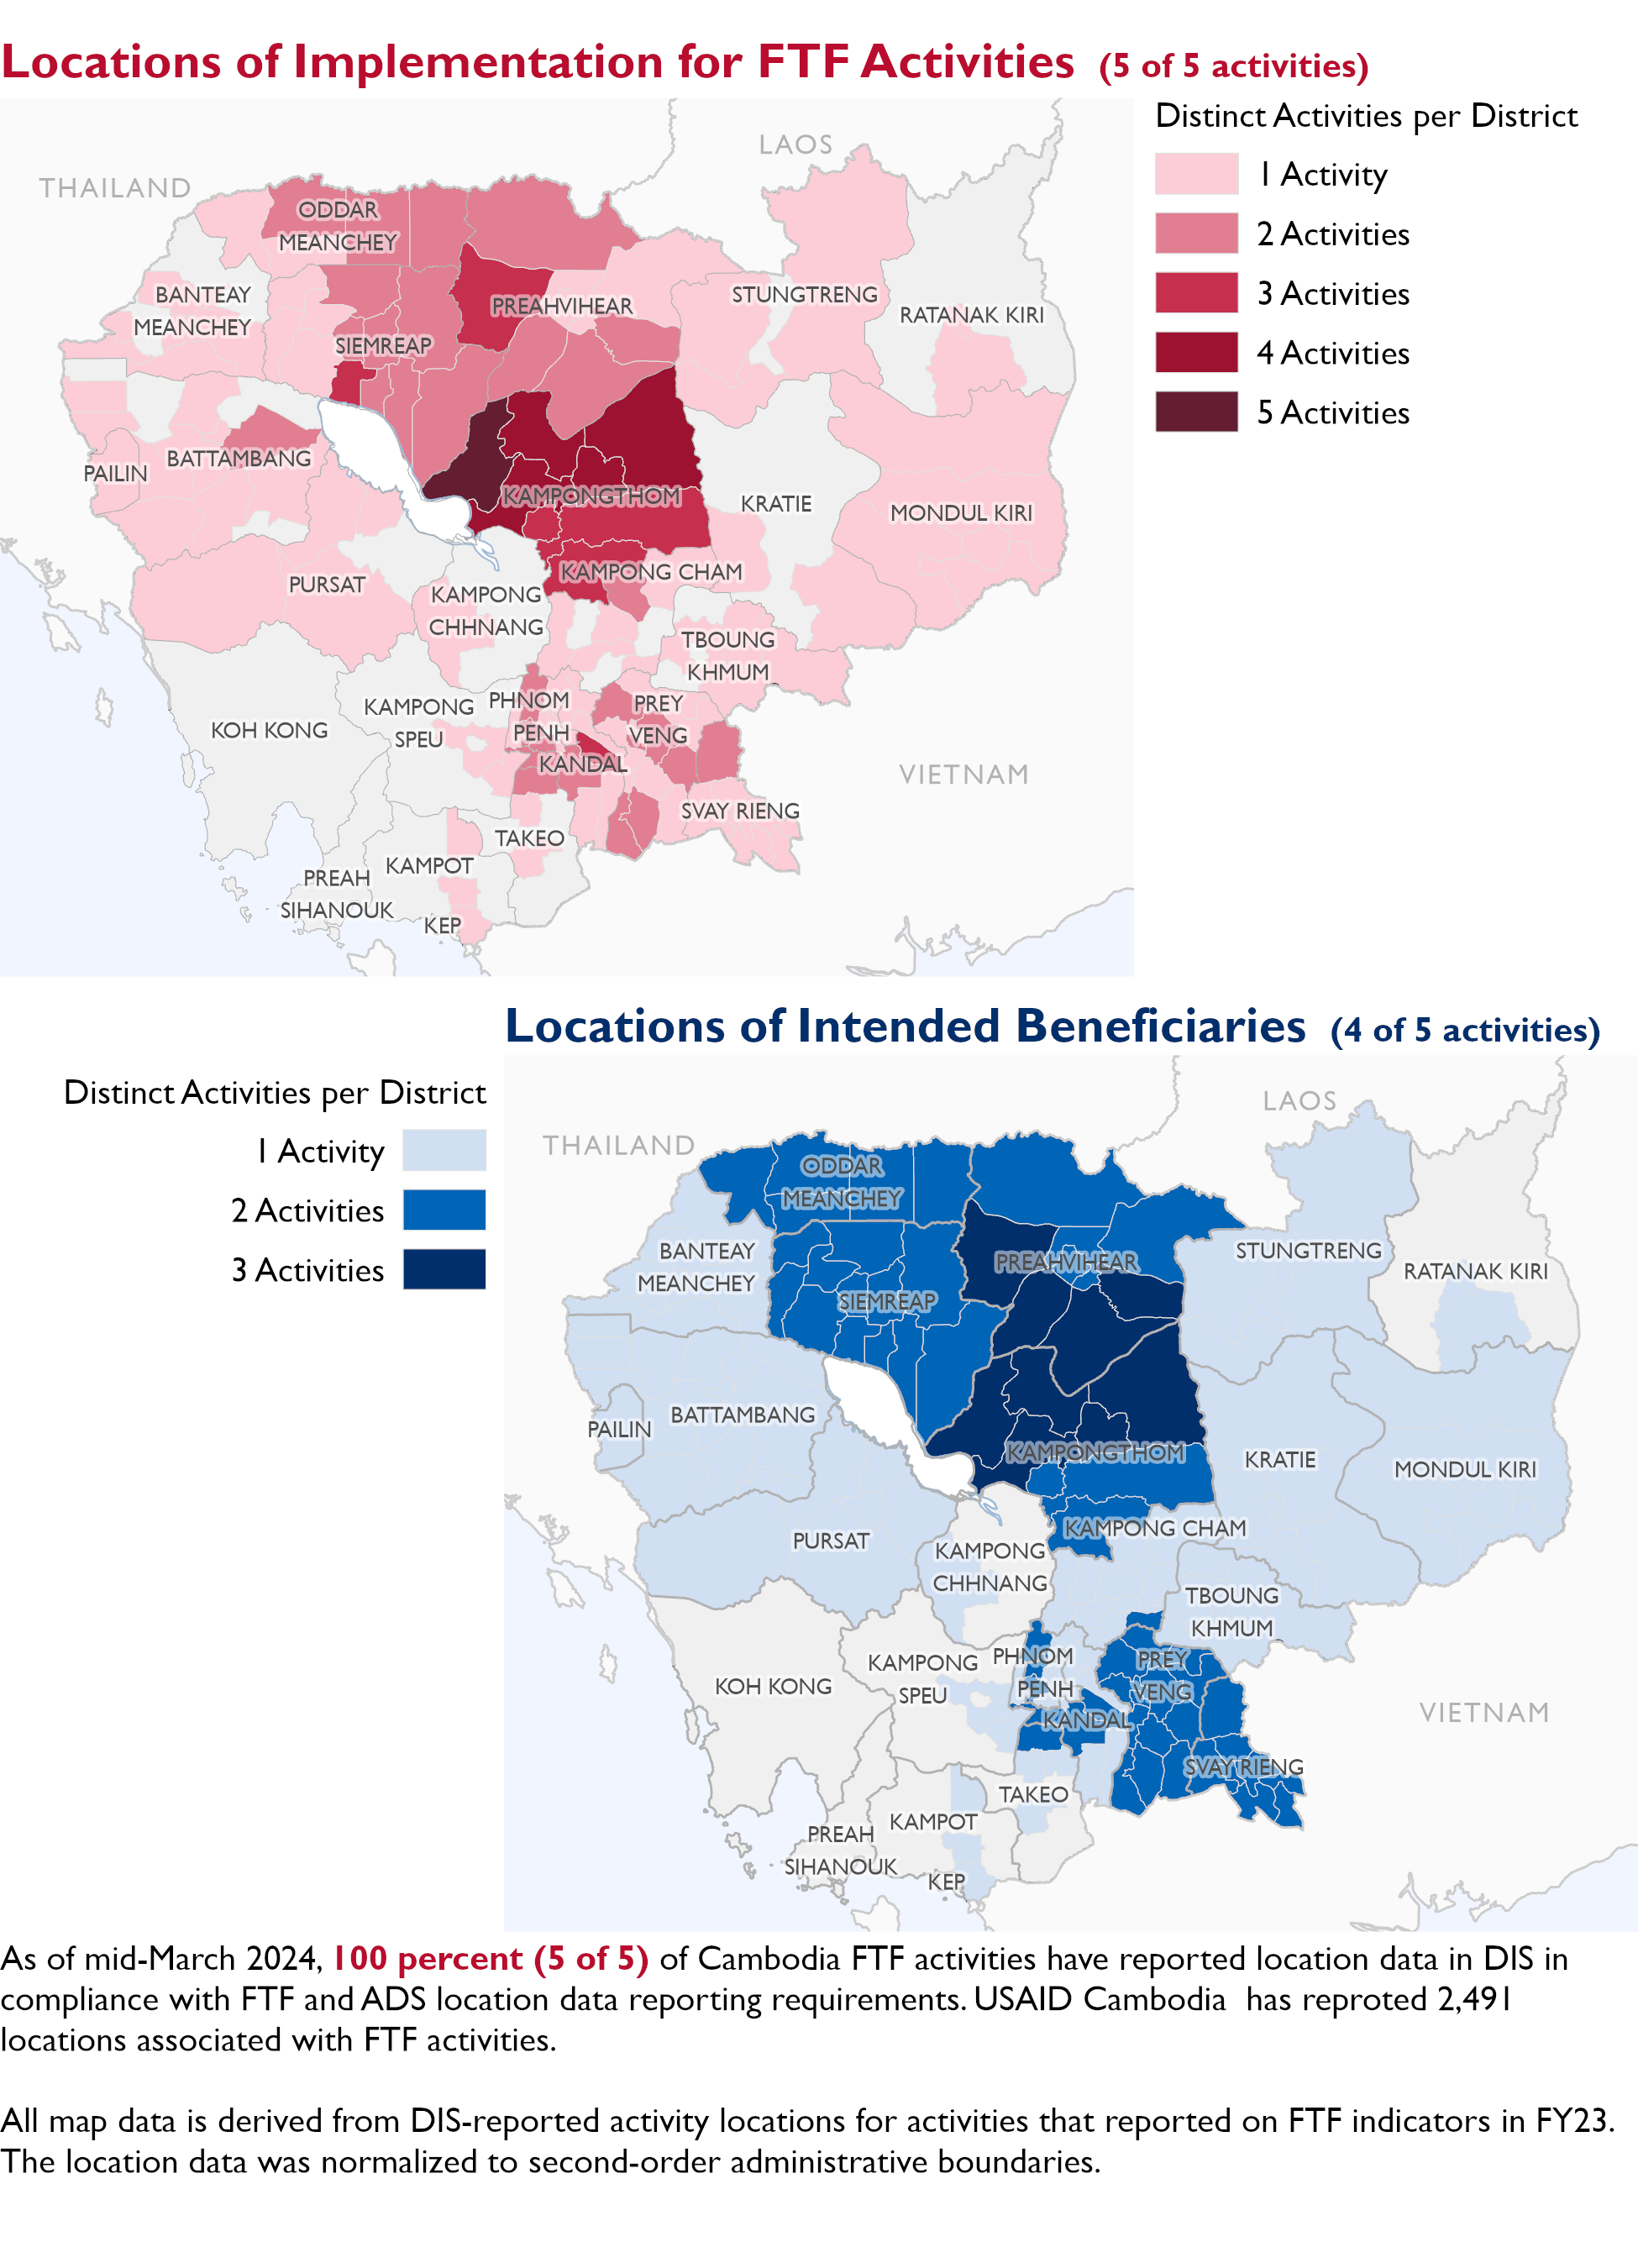 Locations of Implementation for FTF Activities (5 of 5 activities)
Distinct Activities per District
1 Activity
2 Activities
3 Activities
4 Activities
5 Activities
LAOS
THAILAND
ODDAR
MEANCHEY
BANTEAY
MEANCHEY
PREAHVIHEAR
STUNGTRENG
RATANAK KIRI
SIEMREAP
PAILIN
BATTAMBANG
KAMPONGTHOM
KRATIE
MONDUL KIRI
PURSAT
KAMPONG
CHHNANG
KAMPONG CHAM
TBOUNG
KHMUM
KOH KONG
KAMPONG
SPEU
PHNOM
PENH
PREY
VENG
KANDAL
VIETNAM
SVAY RIENG
TAKEO
KAMPOT
PREAH
SIHANOUK
KEP
Locations of Intended Beneficiaries (4 of 5 activities)
Distinct Activities per District
1 Activity
2 Activities
3 Activities
LAOS
THAILAND
ODDAR
MEANCHEY
BANTEAY
MEANCHEY
PREAHVIHEAR
STUNGTRENG
RATANAK KIRI
SIEMREAP
PAILIN
BATTAMBANG
KAMPONGTHOM
KRATIE
MONDUL KIRI
PURSAT
KAMPONG
CHHNANG
KAMPONG CHAM
TBOUNG
KHMUM
KOH KONG
KAMPONG
SPEU
PHNOM
PENH
PREY
VENG
KANDAL
VIETNAM
SVAY RIENG
TAKEO
KAMPOT
PREAH
SIHANOUK
KEP
As of mid-March 2024, 100 percent (5 of 5) of Cambodia FTF activities have reported location data in DIS in
compliance with FTF and ADS location data reporting requirements. USAID Cambodia has reproted 2,491
locations associated with FTF activities.
All map data is derived from DIS-reported activity locations for activities that reported on FTF indicators in FY23.
The location data was normalized to second-order administrative boundaries.